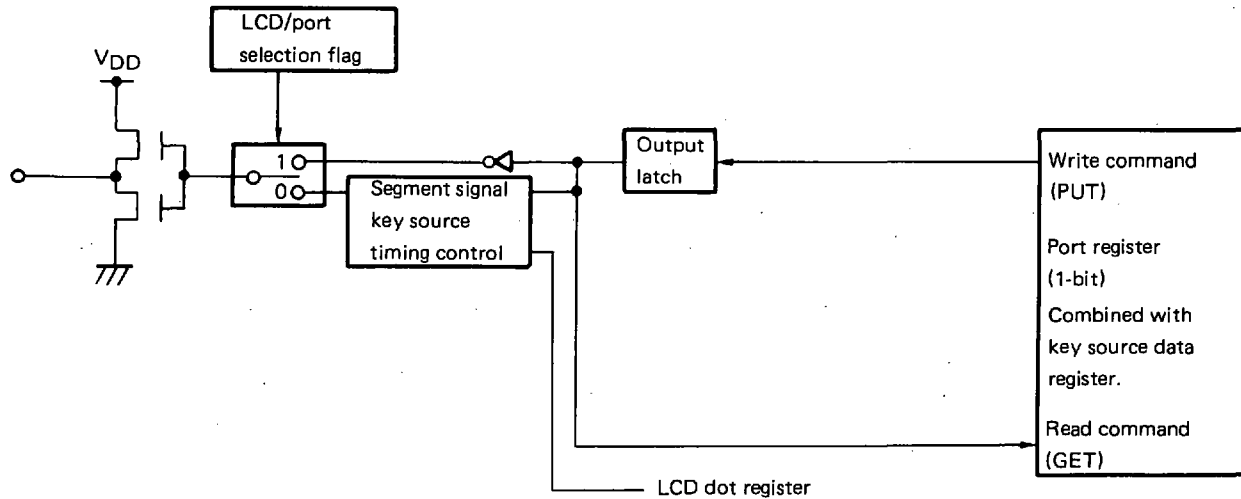 LCD/port
selection flag
VDD
1
0
Segment signal
key source
timing control
Output
latch
Write command
(PUT)
Port register
(1-bit)
Combined with
key source data
register.
Read command
(GET)
LCD dot register